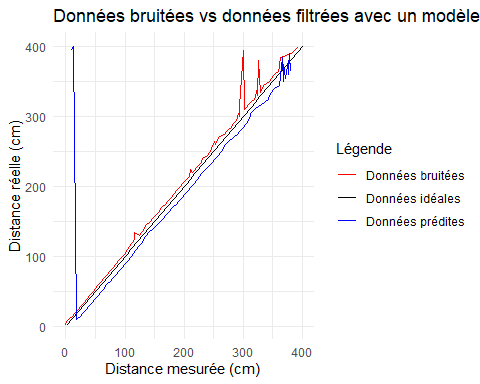 Données bruitées vs données filtrées avec un modèle
400
300
200
100
0
0 100 200 300 400
Distance mesurée (cm)
Distance réelle (cm)
Légende
Données bruitées
Données idéales
Données prédites